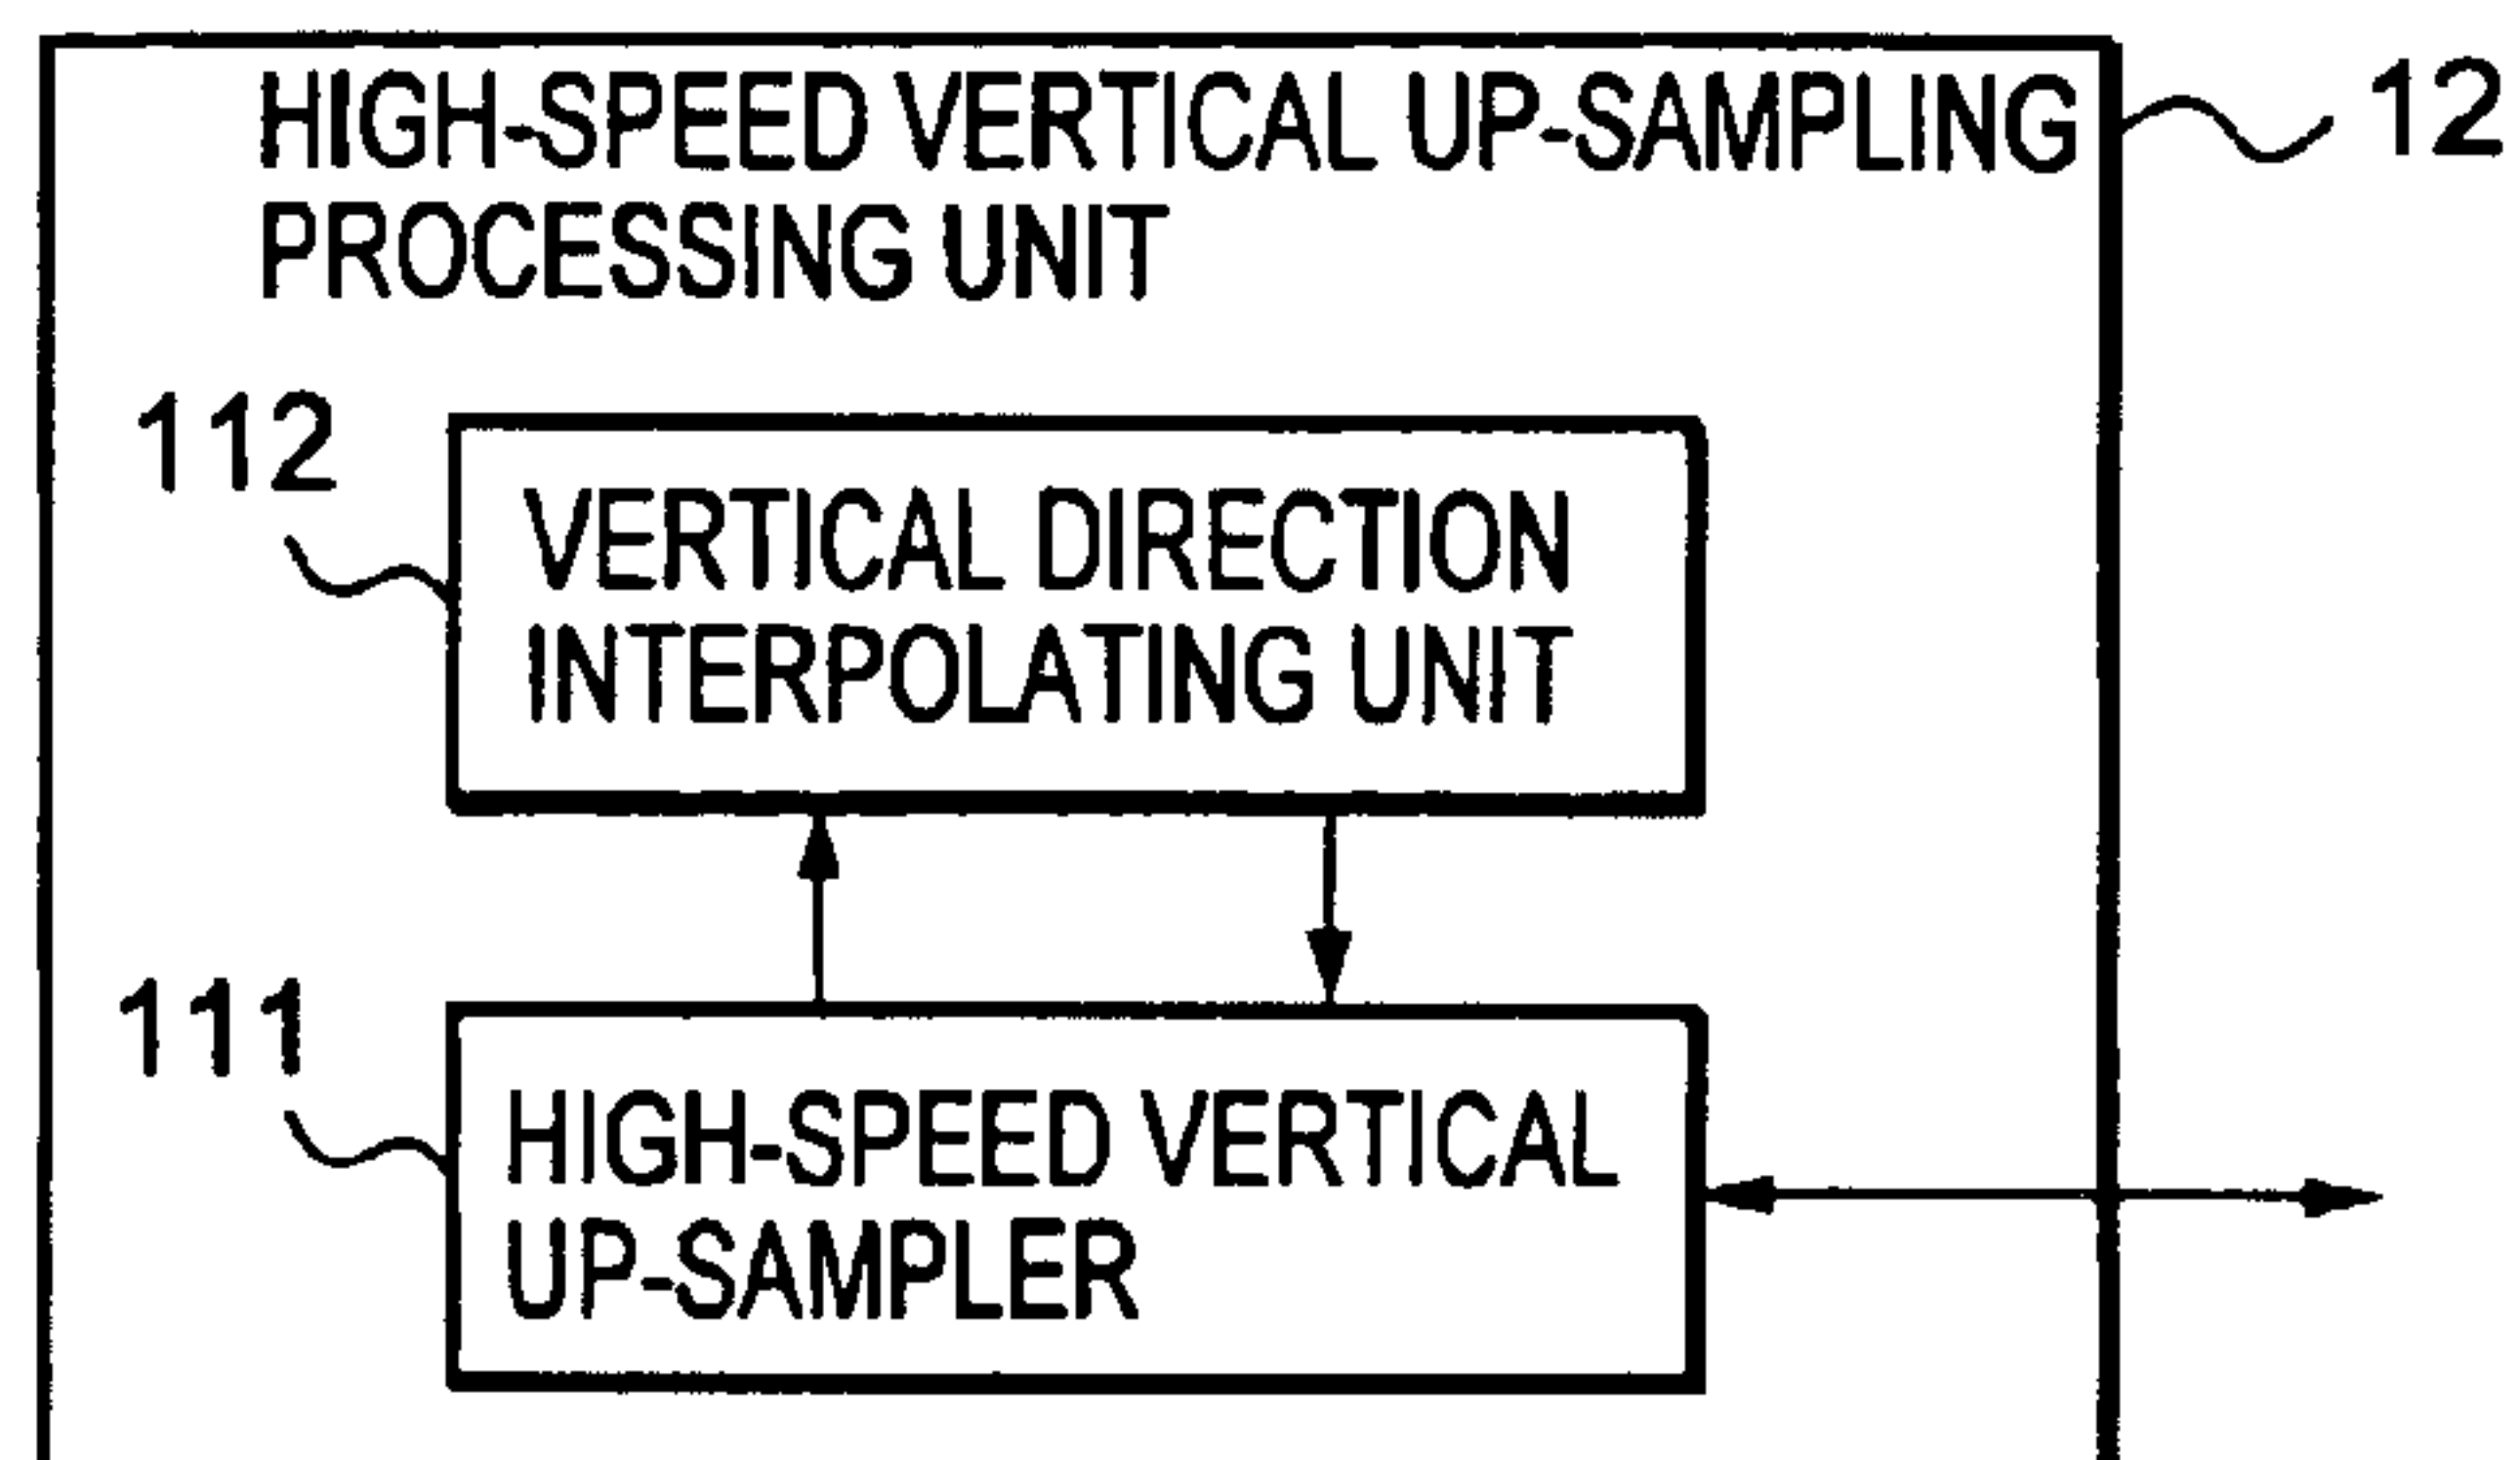 HIGH-SPEED VERTICAL UP-SAMPLING
PROCESSING UNIT
12
112
VERTICAL DIRECTION
INTERPOLATING UNIT
111
HIGH-SPEED VERTICAL
UP-SAMPLER